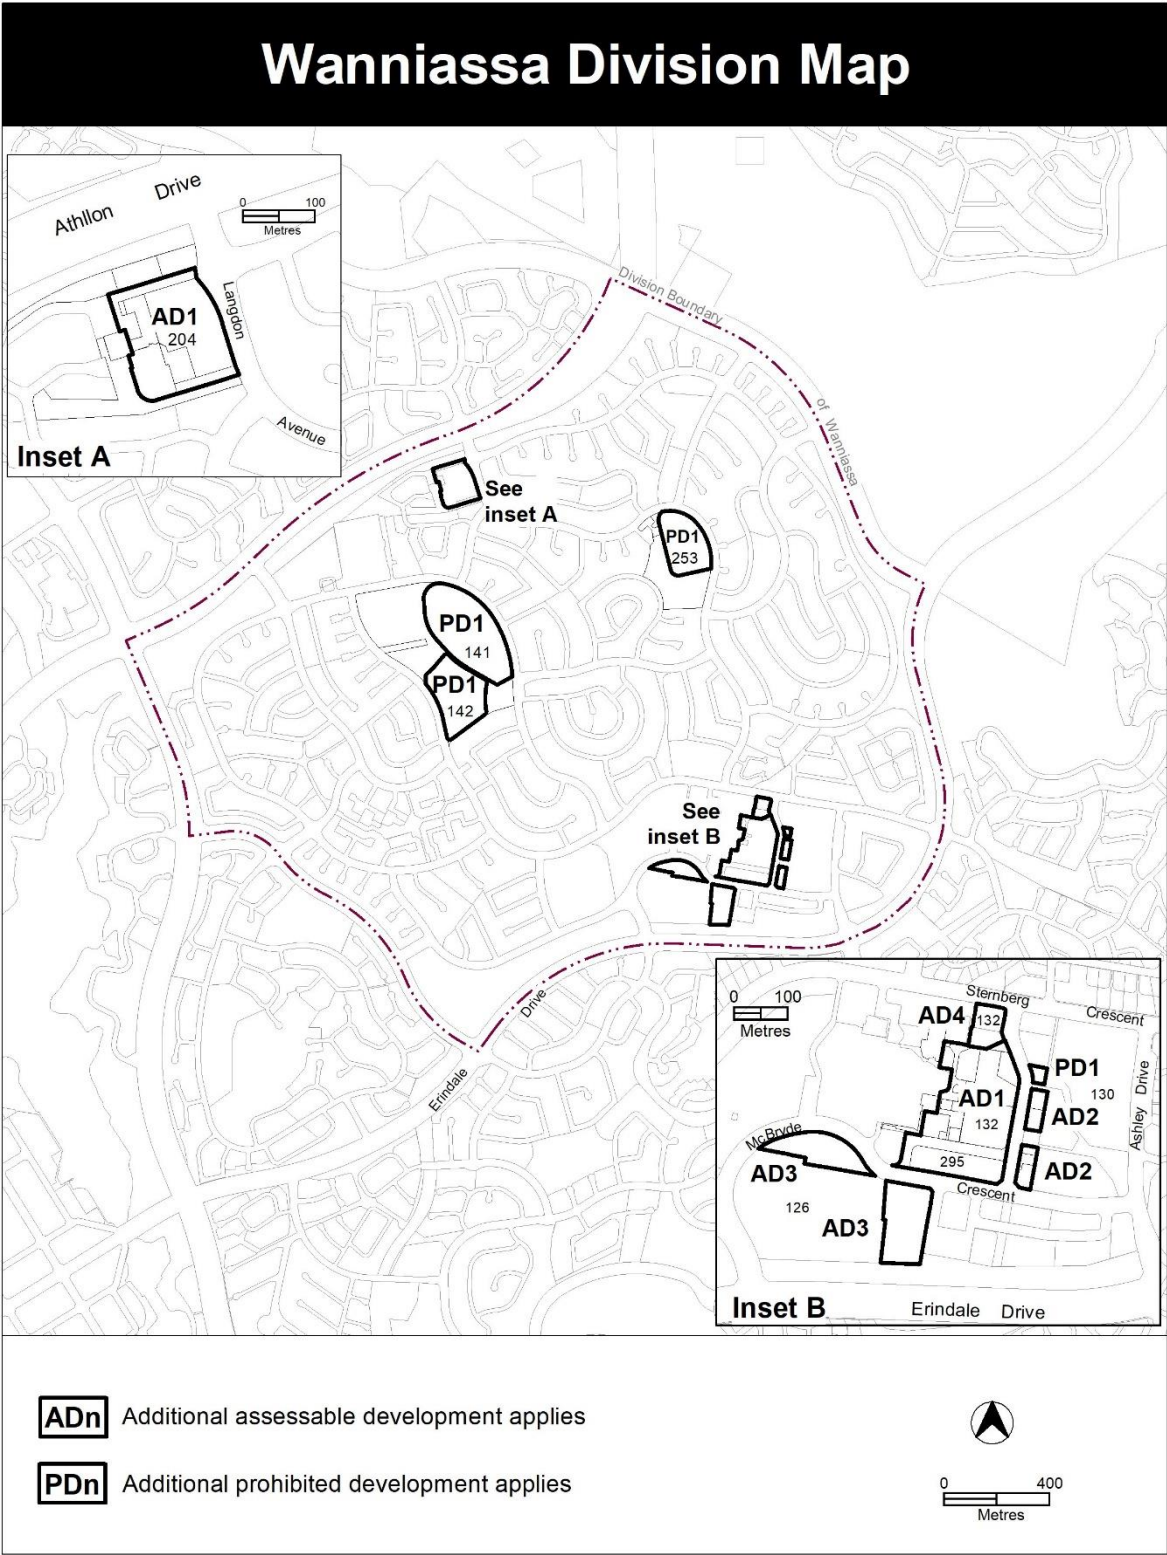 Wanniassa Division Map
Athllon Drive
0 100
Metres
Langdon
AD1
204
Avenue
Inset A
Division Boundary
of Wanniassa
See
inset A
PD1
253
PD1
141
PD1
142
See
inset B
Drive
Erindale
0 100
Metres
Sternberg
Crescent
AD4
132
PD1
130
AD1
132
AD2
Ashley Drive
McBryde
295
AD2
AD3
Crescent
126
AD3
Inset B
Erindale Drive
ADn Additional assessable development applies
PDn Additional prohibited development applies
0 400
Metres